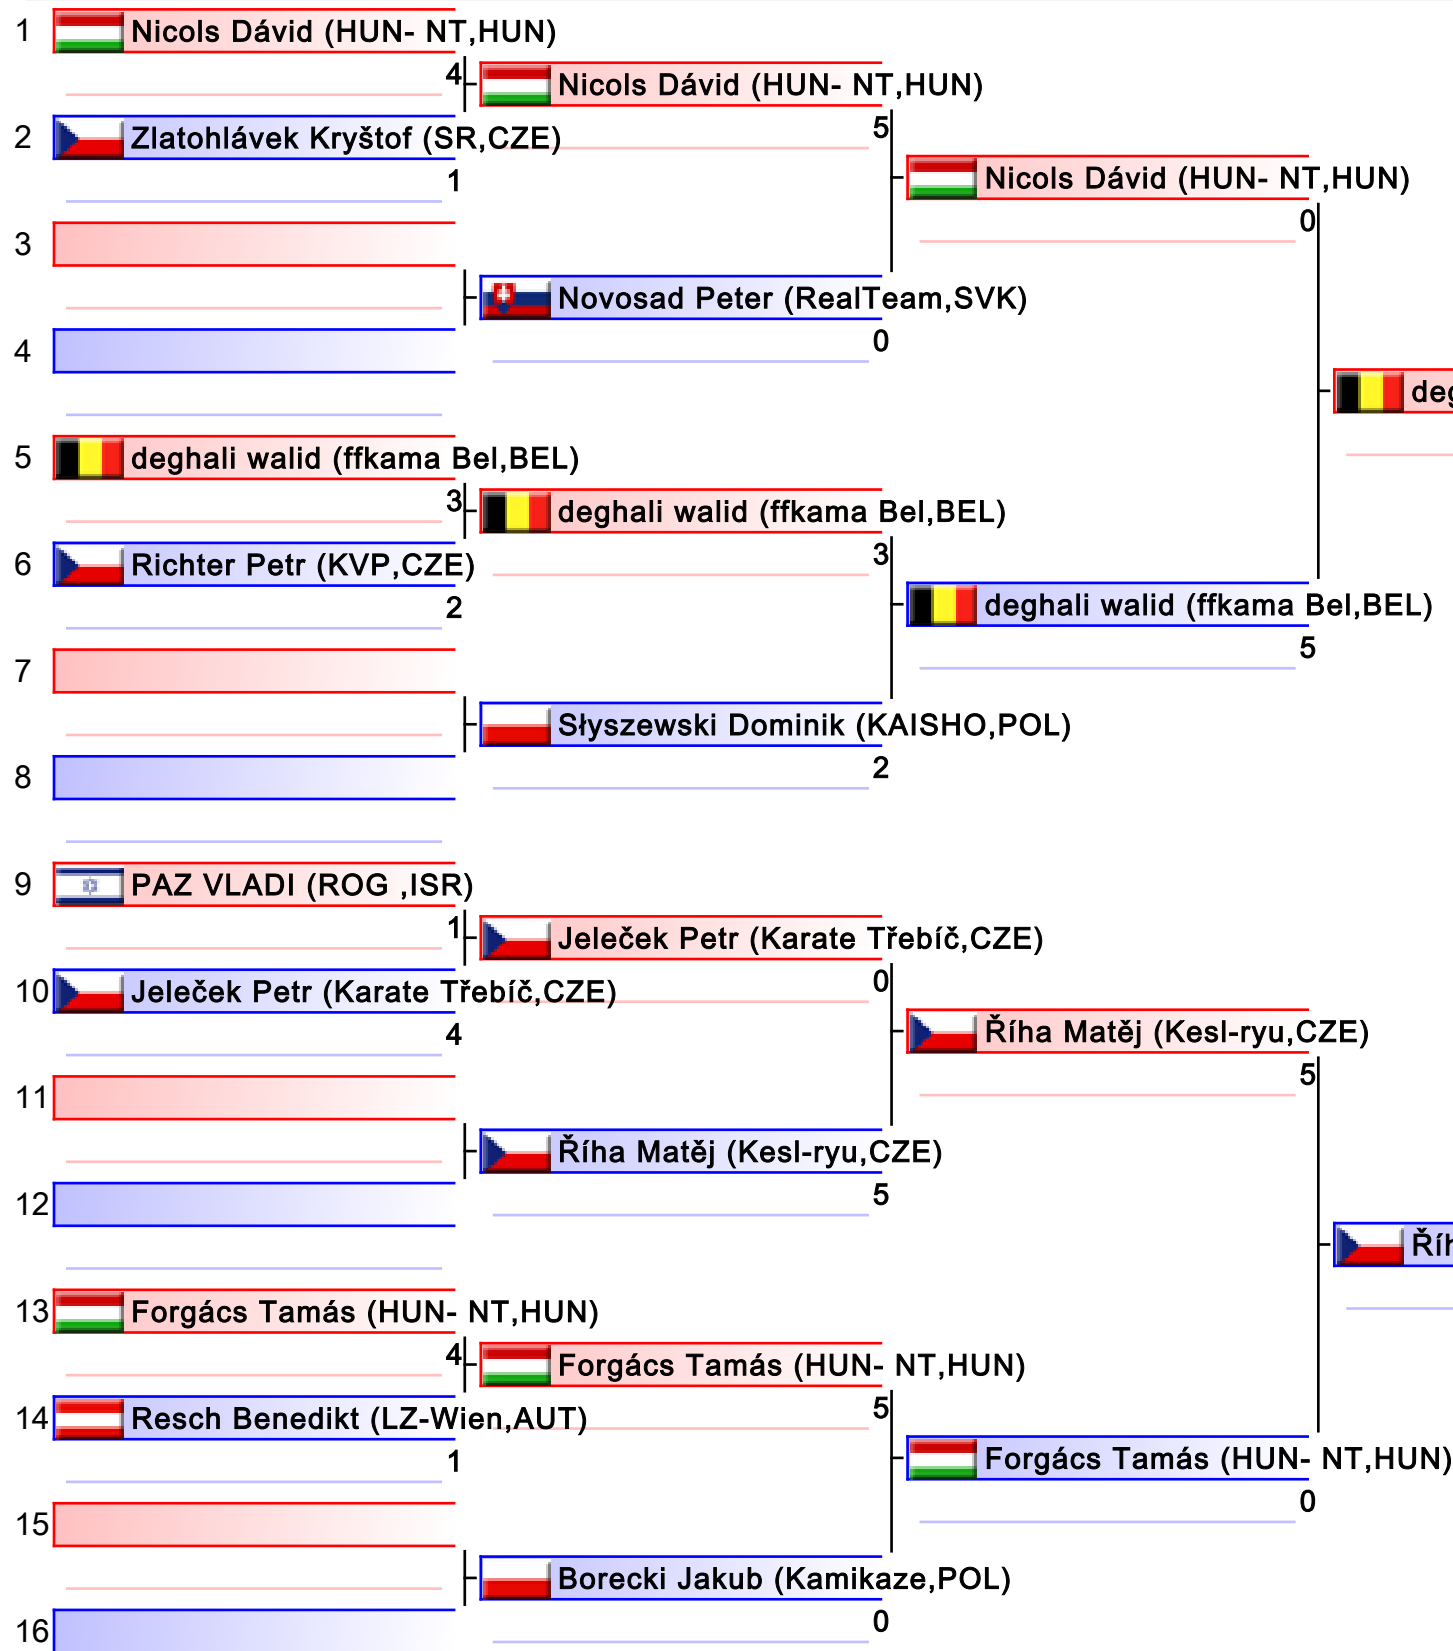 1 Nicols Dávid (HUN- NT,HUN)
4 Nicols Dávid (HUN- NT,HUN)
5
2 Zlatohlávek Kryštof (SR,CZE)
1
Nicols Dávid (HUN- NT,HUN)
0
3
Novosad Peter (RealTeam,SVK)
0
4
deg
5 deghali walid (ffkama Bel,BEL)
3 deghali walid (ffkama Bel,BEL)
3
6 Richter Petr (KVP,CZE)
2
deghali walid (ffkama Bel,BEL)
5
7
Słyszewski Dominik (KAISHO,POL)
2
8
9 PAZ VLADI (ROG ,ISR)
1 Jeleček Petr (Karate Třebíč,CZE)
0
10 Jeleček Petr (Karate Třebíč,CZE)
4
Říha Matěj (Kesl-ryu,CZE)
5
11
Říha Matěj (Kesl-ryu,CZE)
5
12
Říh
13 Forgács Tamás (HUN- NT,HUN)
4 Forgács Tamás (HUN- NT,HUN)
5
14 Resch Benedikt (LZ-Wien,AUT)
1
Forgács Tamás (HUN- NT,HUN)
0
15
Borecki Jakub (Kamikaze,POL)
0
16